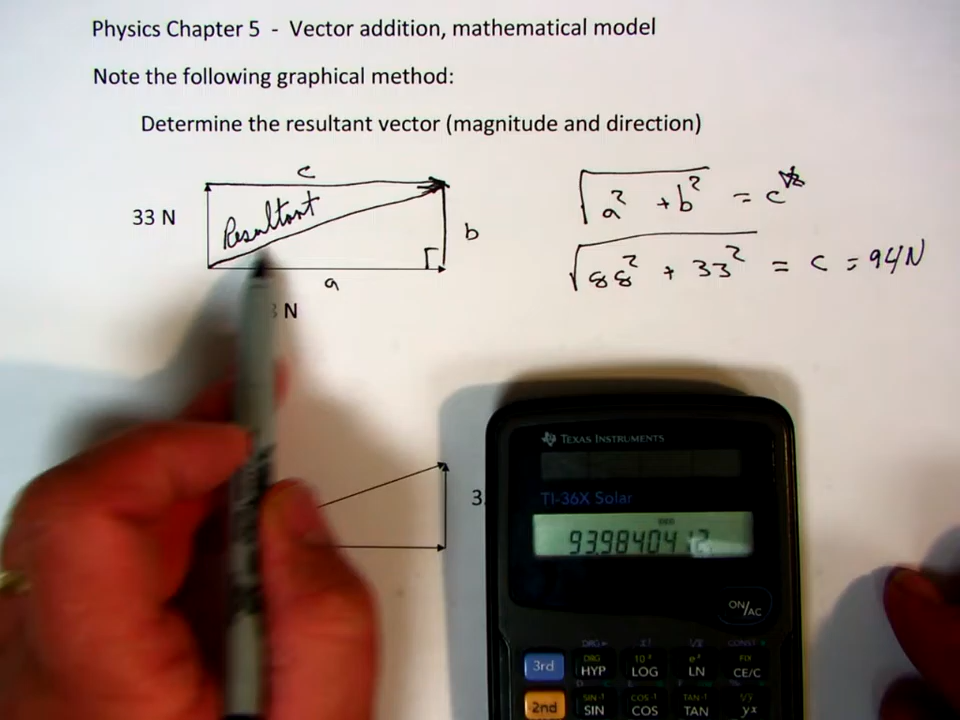 Physics Chapter 5 - Vector addition, mathematical model
Note the following graphical method:
Determine the resultant vector (magnitude and direction)
c
33 N
Resultant
b
a
N
√a² + b² = c
√88² + 33² = c = 94N
3
TEXAS INSTRUMENTS
TI-36X Solar
DEG
93.98404
ON/AC
3rd
HYP
LOG
LN
CE/C
2nd
SIN
COS
TAN
yx